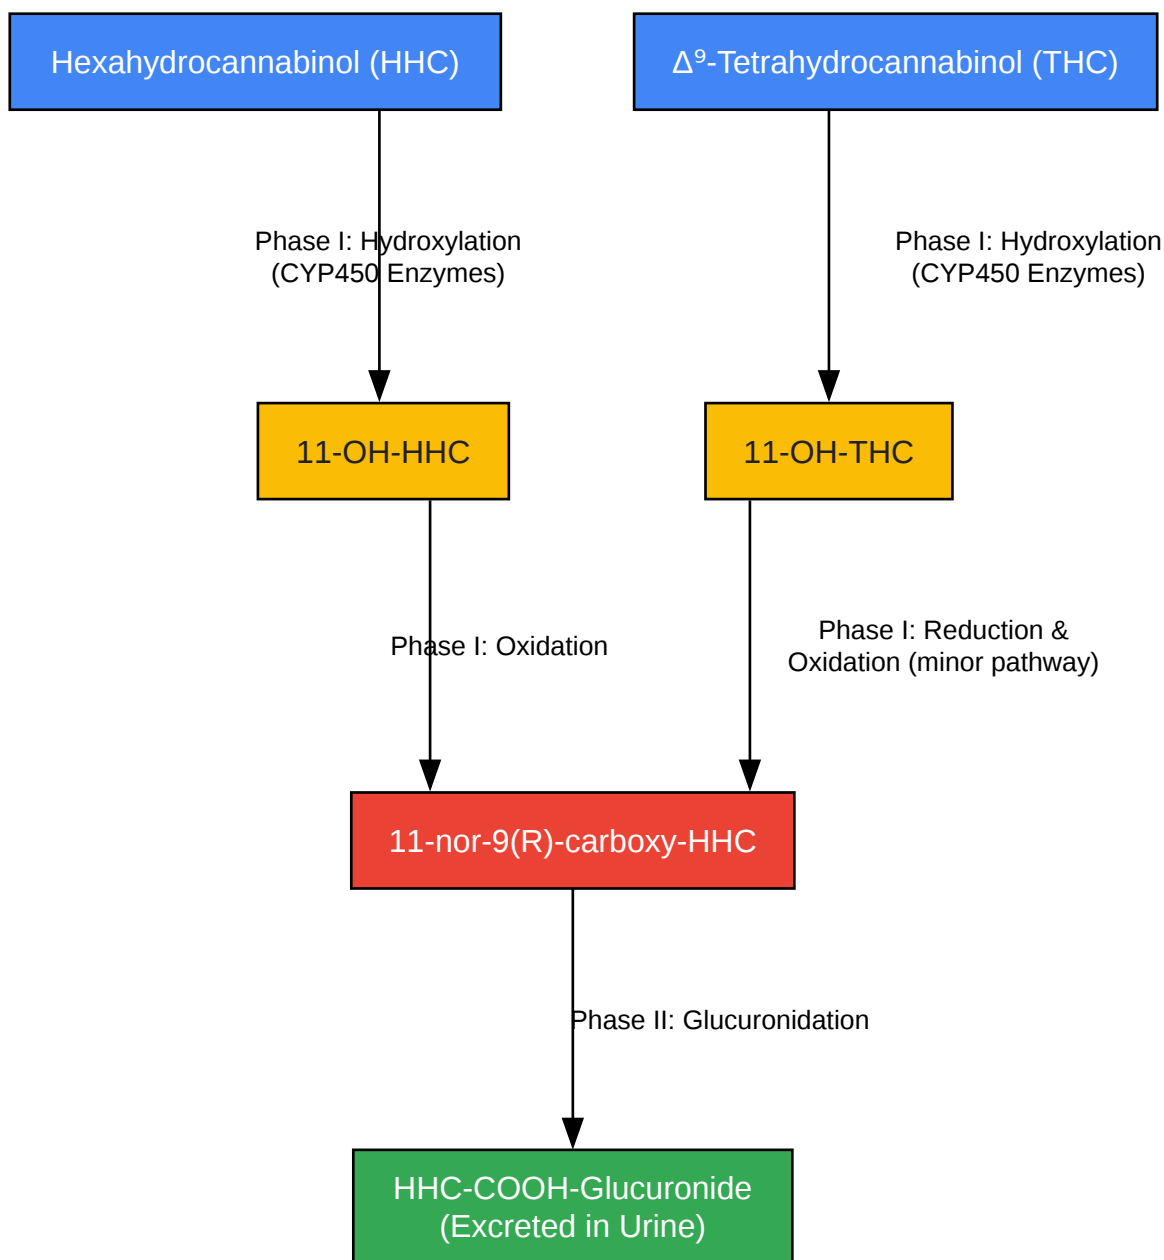 Hexahydrocannabinol (HHC)
Δ⁹-Tetrahydrocannabinol (THC)
Phase I: Hydroxylation
(CYP450 Enzymes)
Phase I: Hydroxylation
(CYP450 Enzymes)
11-OH-HHC
11-OH-THC
Phase I: Oxidation
Phase I: Reduction &
Oxidation (minor pathway)
11-nor-9(R)-carboxy-HHC
Phase II: Glucuronidation
HHC-COOH-Glucuronide
(Excreted in Urine)